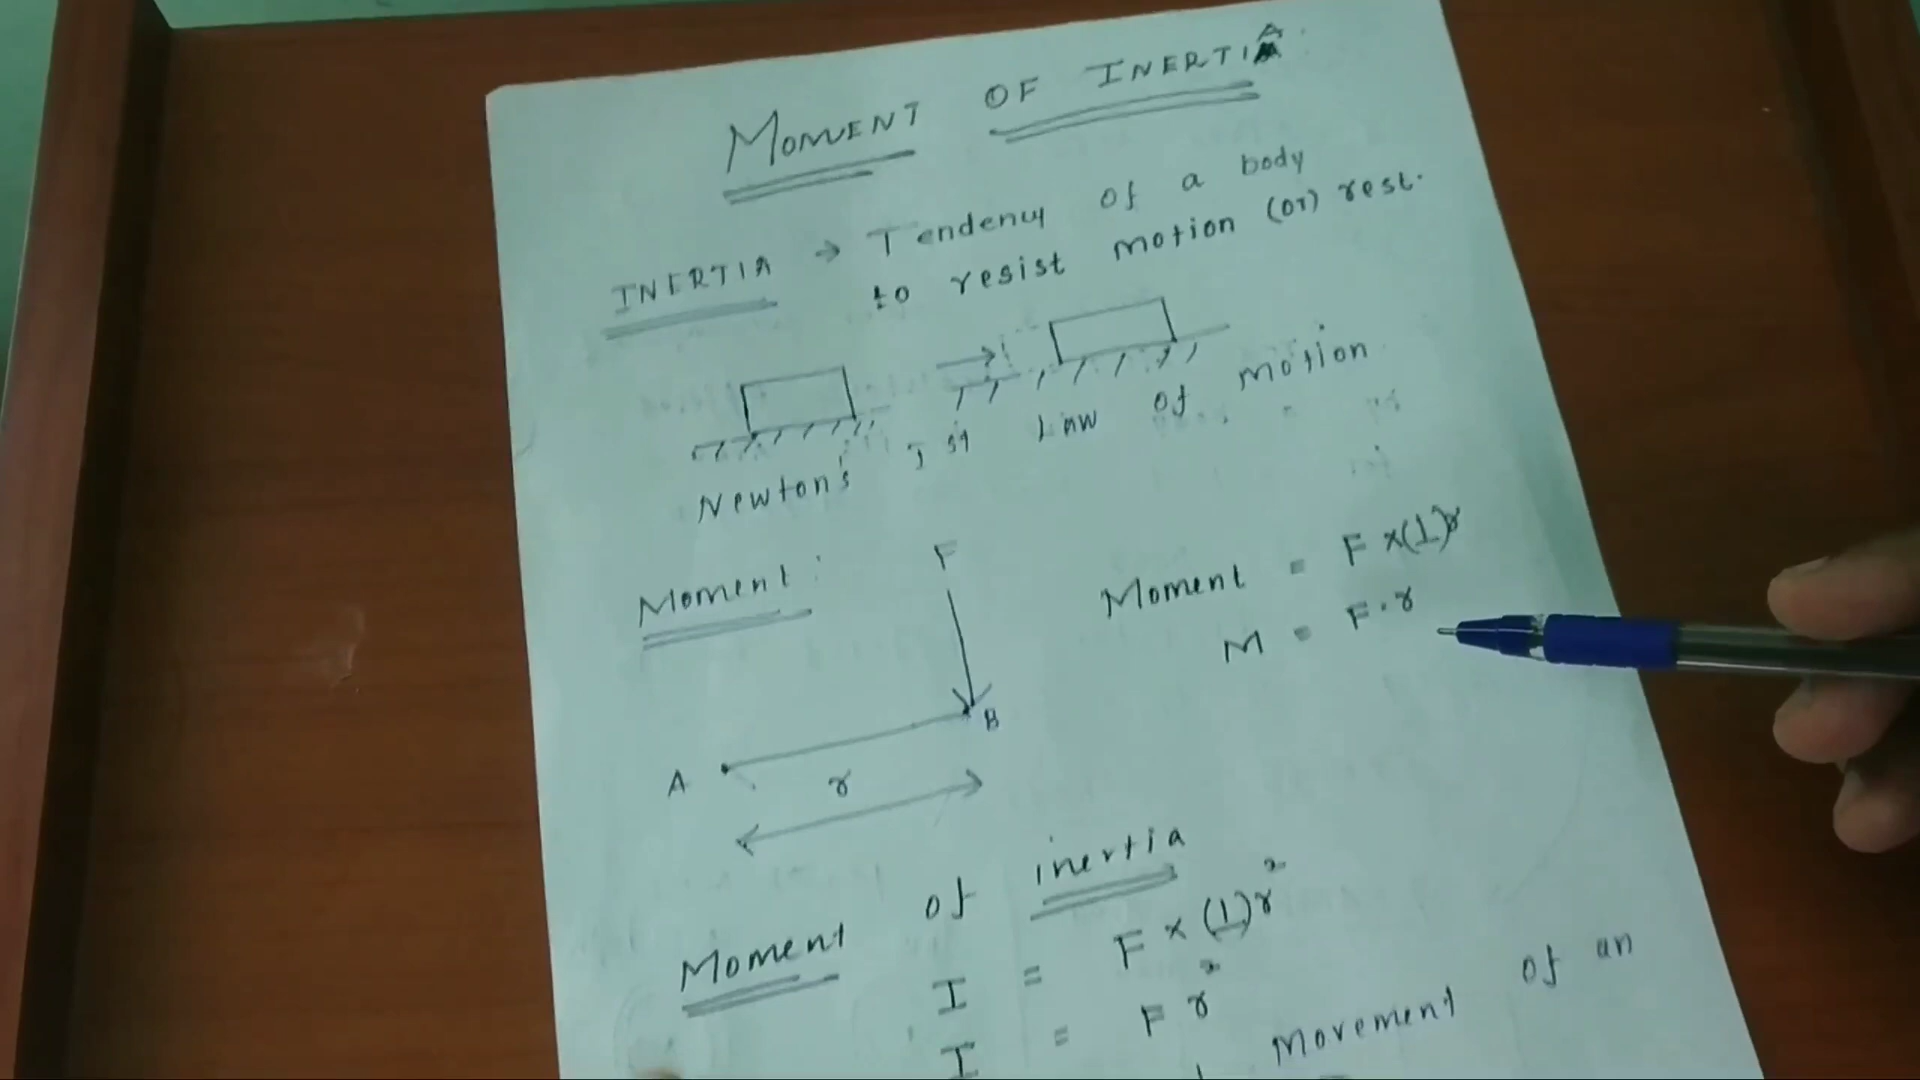 MOMENT OF INERTIA
INERTIA → Tendency of a body
to resist motion (or) rest.
Newton's Ist Law of motion
Moment :
F
A
B
r
Moment = F x(⊥)r
M = F.r
Moment of inertia
I = F x (⊥)r²
I = F r²
Movement of an